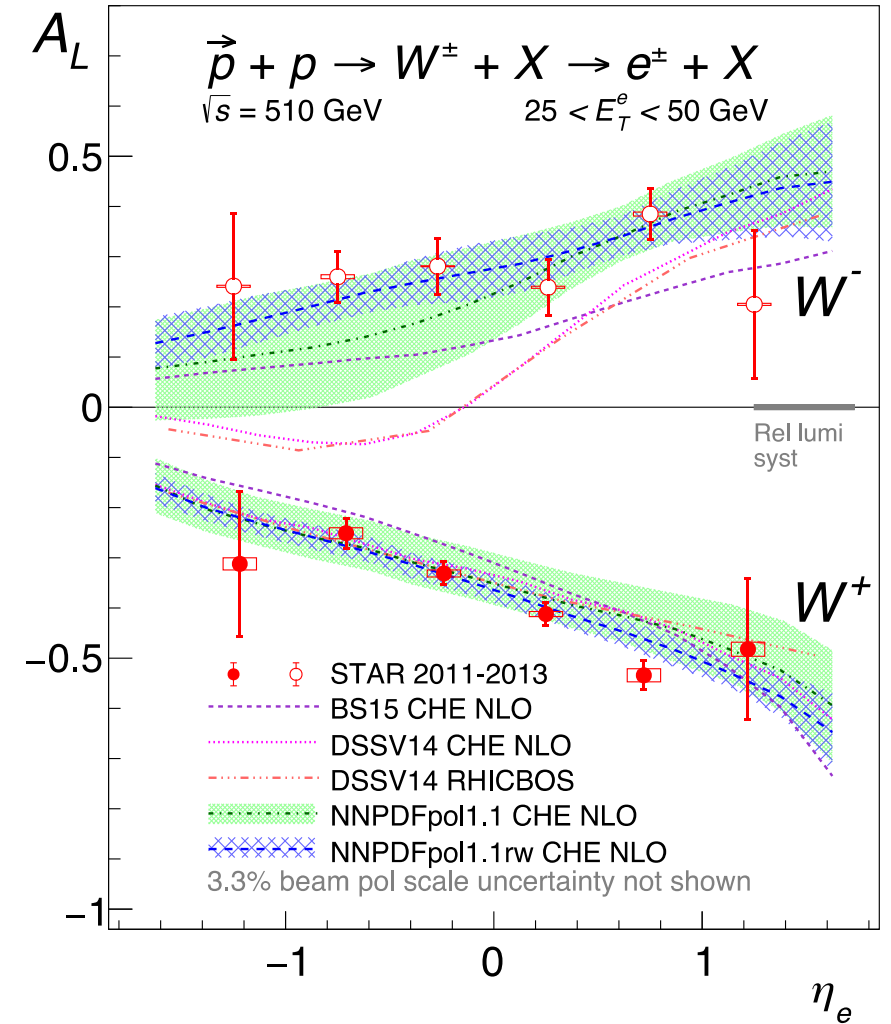 A_L
p + p → W± + X → e± + X
√s = 510 GeV
25 < E_T^e < 50 GeV
0.5
W-
0
Rel lumi
syst
W+
−0.5
STAR 2011-2013
BS15 CHE NLO
DSSV14 CHE NLO
DSSV14 RHICBOS
NNPDFpol1.1 CHE NLO
NNPDFpol1.1rw CHE NLO
3.3% beam pol scale uncertainty not shown
−1
−1 0 1
η_e